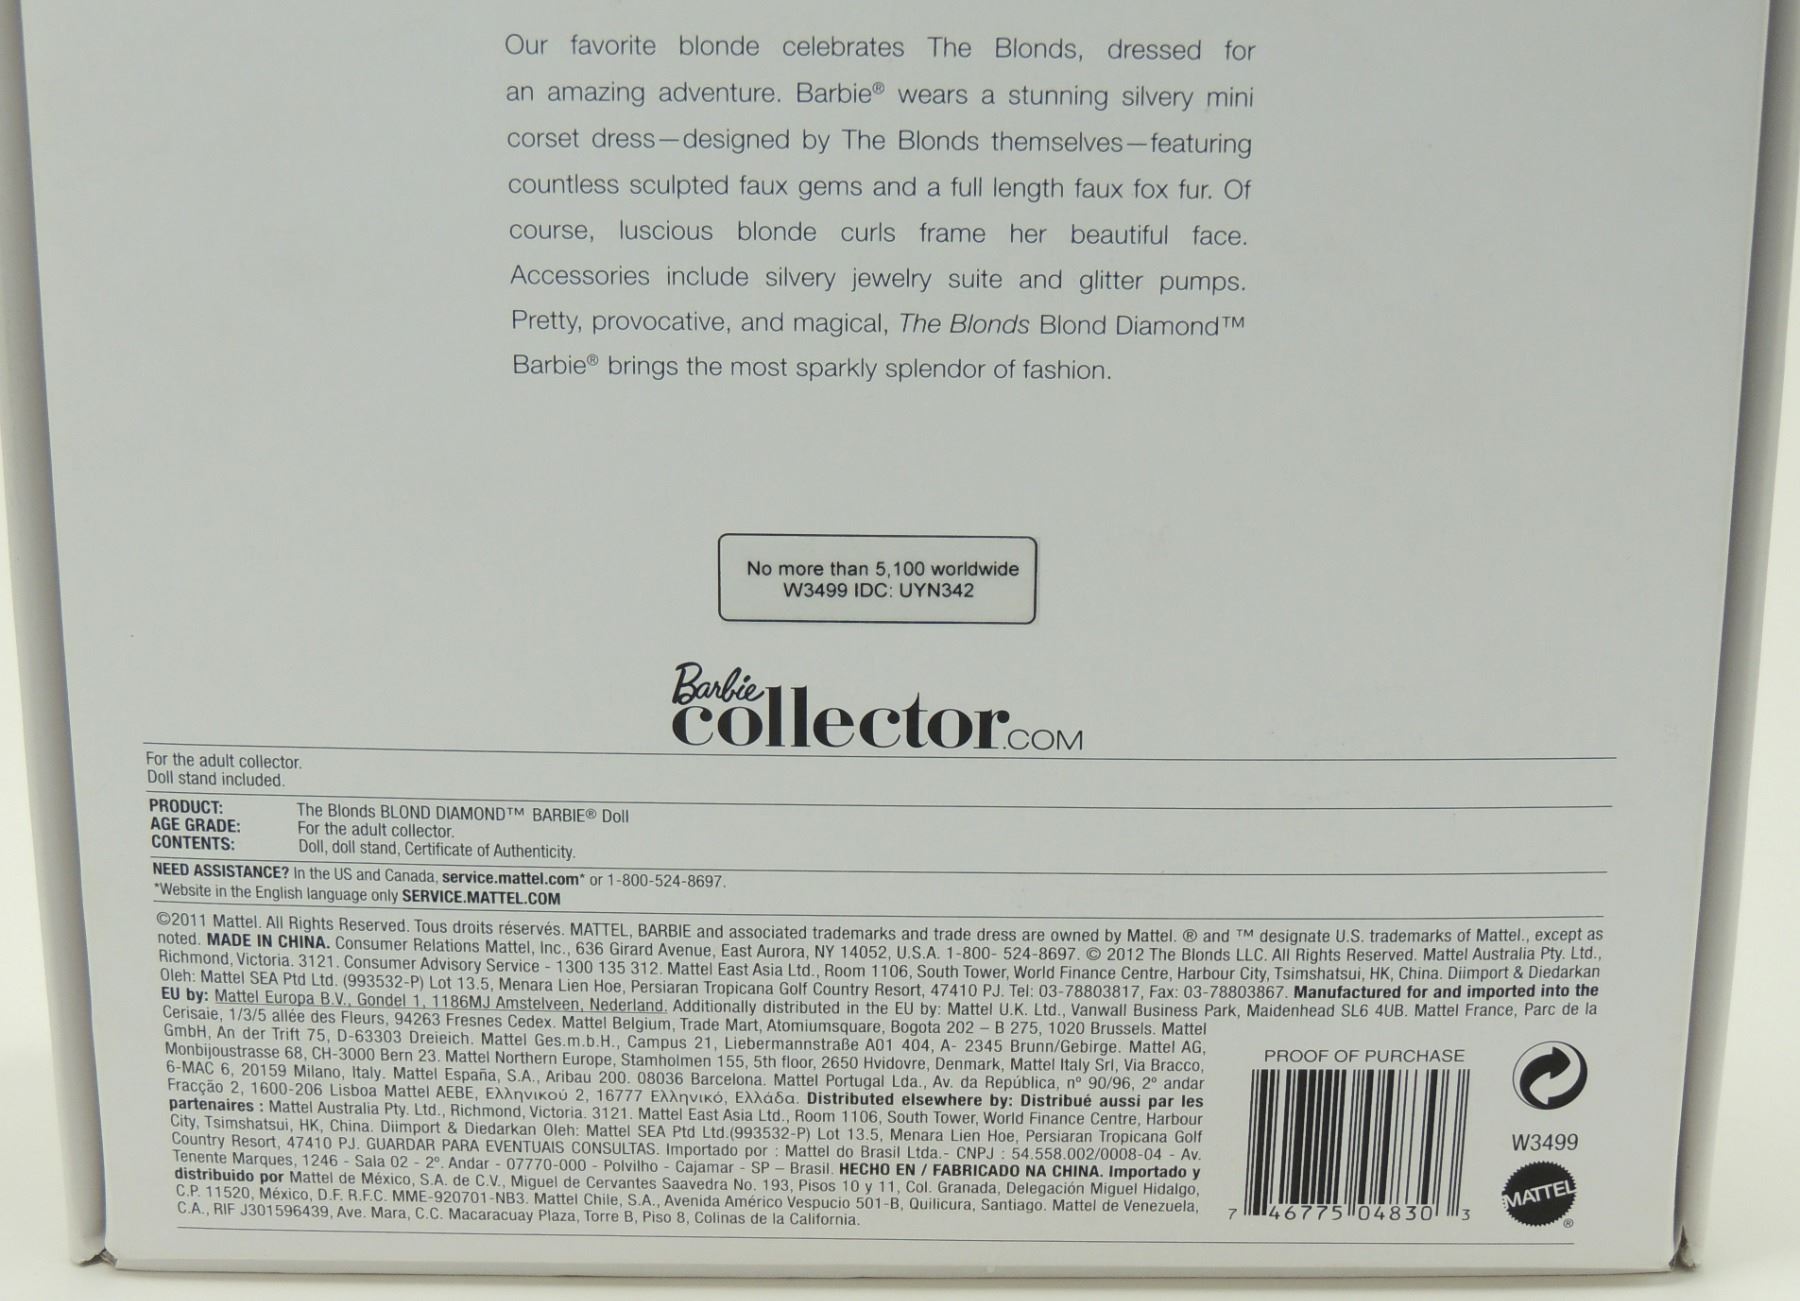 Our favorite blonde celebrates The Blonds, dressed for
an amazing adventure. Barbie® wears a stunning silvery mini
corset dress—designed by The Blonds themselves—featuring
countless sculpted faux gems and a full length faux fox fur. Of
course, luscious blonde curls frame her beautiful face.
Accessories include silvery jewelry suite and glitter pumps.
Pretty, provocative, and magical, The Blonds Blond Diamond™
Barbie® brings the most sparkly splendor of fashion.
No more than 5,100 worldwide
W3499 IDC: UYN342
Barbie
collector.COM
For the adult collector.
Doll stand included.
PRODUCT: The Blonds BLOND DIAMOND™ BARBIE® Doll
AGE GRADE: For the adult collector.
CONTENTS: Doll, doll stand, Certificate of Authenticity.
NEED ASSISTANCE? In the US and Canada, service.mattel.com* or 1-800-524-8697.
*Website in the English language only SERVICE.MATTEL.COM
©2011 Mattel. All Rights Reserved. Tous droits réservés. MATTEL, BARBIE and associated trademarks and trade dress are owned by Mattel. ® and ™ designate U.S. trademarks of Mattel., except as
noted. MADE IN CHINA. Consumer Relations Mattel, Inc., 636 Girard Avenue, East Aurora, NY 14052, U.S.A. 1-800- 524-8697. © 2012 The Blonds LLC. All Rights Reserved. Mattel Australia Pty. Ltd.,
Richmond, Victoria. 3121. Consumer Advisory Service - 1300 135 312. Mattel East Asia Ltd., Room 1106, South Tower, World Finance Centre, Harbour City, Tsimshatsui, HK, China. Diimport & Diedarkan
Oleh: Mattel SEA Ptd Ltd. (993532-P) Lot 13.5, Menara Lien Hoe, Persiaran Tropicana Golf Country Resort, 47410 PJ. Tel: 03-78803817, Fax: 03-78803867. Manufactured for and imported into the
EU by: Mattel Europa B.V., Gondel 1, 1186MJ Amstelveen, Nederland. Additionally distributed in the EU by: Mattel U.K. Ltd., Vanwall Business Park, Maidenhead SL6 4UB. Mattel France, Parc de la
Cerisaie, 1/3/5 allée des Fleurs, 94263 Fresnes Cedex. Mattel Belgium, Trade Mart, Atomiumsquare, Bogota 202 – B 275, 1020 Brussels. Mattel
GmbH, An der Trift 75, D-63303 Dreieich. Mattel Ges.m.b.H., Campus 21, Liebermannstraße A01 404, A- 2345 Brunn/Gebirge. Mattel AG,
Monbijoustrasse 68, CH-3000 Bern 23. Mattel Northern Europe, Stamholmen 155, 5th floor, 2650 Hvidovre, Denmark, Mattel Italy Srl, Via Bracco,
6-MAC 6, 20159 Milano, Italy. Mattel España, S.A., Aribau 200. 08036 Barcelona. Mattel Portugal Lda., Av. da República, nº 90/96, 2º andar
Fracção 2, 1600-206 Lisboa Mattel AEBE, Ελληνικού 2, 16777 Ελληνικό, Ελλάδα. Distributed elsewhere by: Distribué aussi par les
partenaires : Mattel Australia Pty. Ltd., Richmond, Victoria. 3121. Mattel East Asia Ltd., Room 1106, South Tower, World Finance Centre, Harbour
City, Tsimshatsui, HK, China. Diimport & Diedarkan Oleh: Mattel SEA Ptd Ltd.(993532-P) Lot 13.5, Menara Lien Hoe, Persiaran Tropicana Golf
Country Resort, 47410 PJ. GUARDAR PARA EVENTUAIS CONSULTAS. Importado por : Mattel do Brasil Ltda.- CNPJ : 54.558.002/0008-04 - Av.
Tenente Marques, 1246 - Sala 02 - 2º. Andar - 07770-000 - Polvilho - Cajamar - SP – Brasil. HECHO EN / FABRICADO NA CHINA. Importado y
distribuido por Mattel de México, S.A. de C.V., Miguel de Cervantes Saavedra No. 193, Pisos 10 y 11, Col. Granada, Delegación Miguel Hidalgo,
C.P. 11520, México, D.F. R.F.C. MME-920701-NB3. Mattel Chile, S.A., Avenida Américo Vespucio 501-B, Quilicura, Santiago. Mattel de Venezuela,
C.A., RIF J301596439, Ave. Mara, C.C. Macaracuay Plaza, Torre B, Piso 8, Colinas de la California.
PROOF OF PURCHASE
7 46775 04830 3
W3499
MATTEL
®